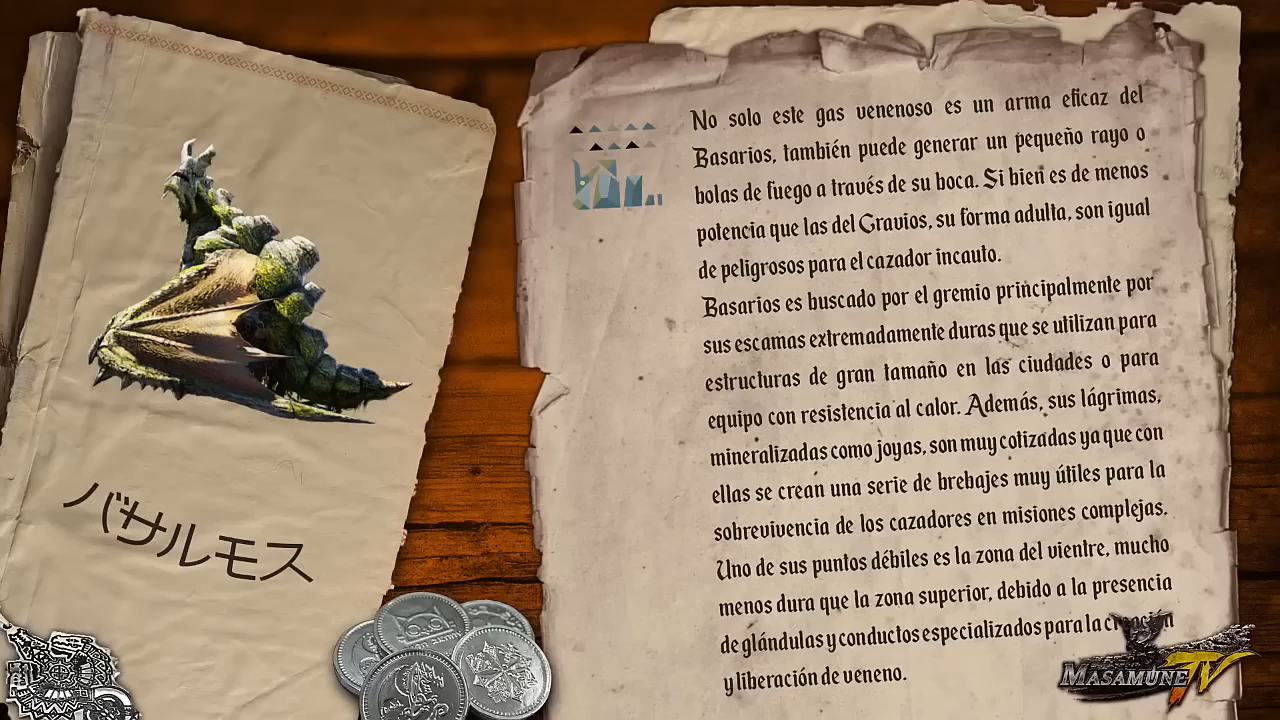 バサルモス
No solo este gas venenoso es un arma eficaz del
Basarios, también puede generar un pequeño rayo o
bolas de fuego a través de su boca. Si bien es de menos
potencia que las del Gravios, su forma adulta, son igual
de peligrosos para el cazador incauto.
Basarios es buscado por el gremio principalmente por
sus escamas extremadamente duras que se utilizan para
estructuras de gran tamaño en las ciudades o para
equipo con resistencia al calor. Además, sus lágrimas,
mineralizadas como joyas, son muy cotizadas ya que con
ellas se crean una serie de brebajes muy útiles para la
sobrevivencia de los cazadores en misiones complejas.
Uno de sus puntos débiles es la zona del vientre, mucho
menos dura que la zona superior, debido a la presencia
de glándulas y conductos especializados para la creación
y liberación de veneno.
MASAMUNE TV